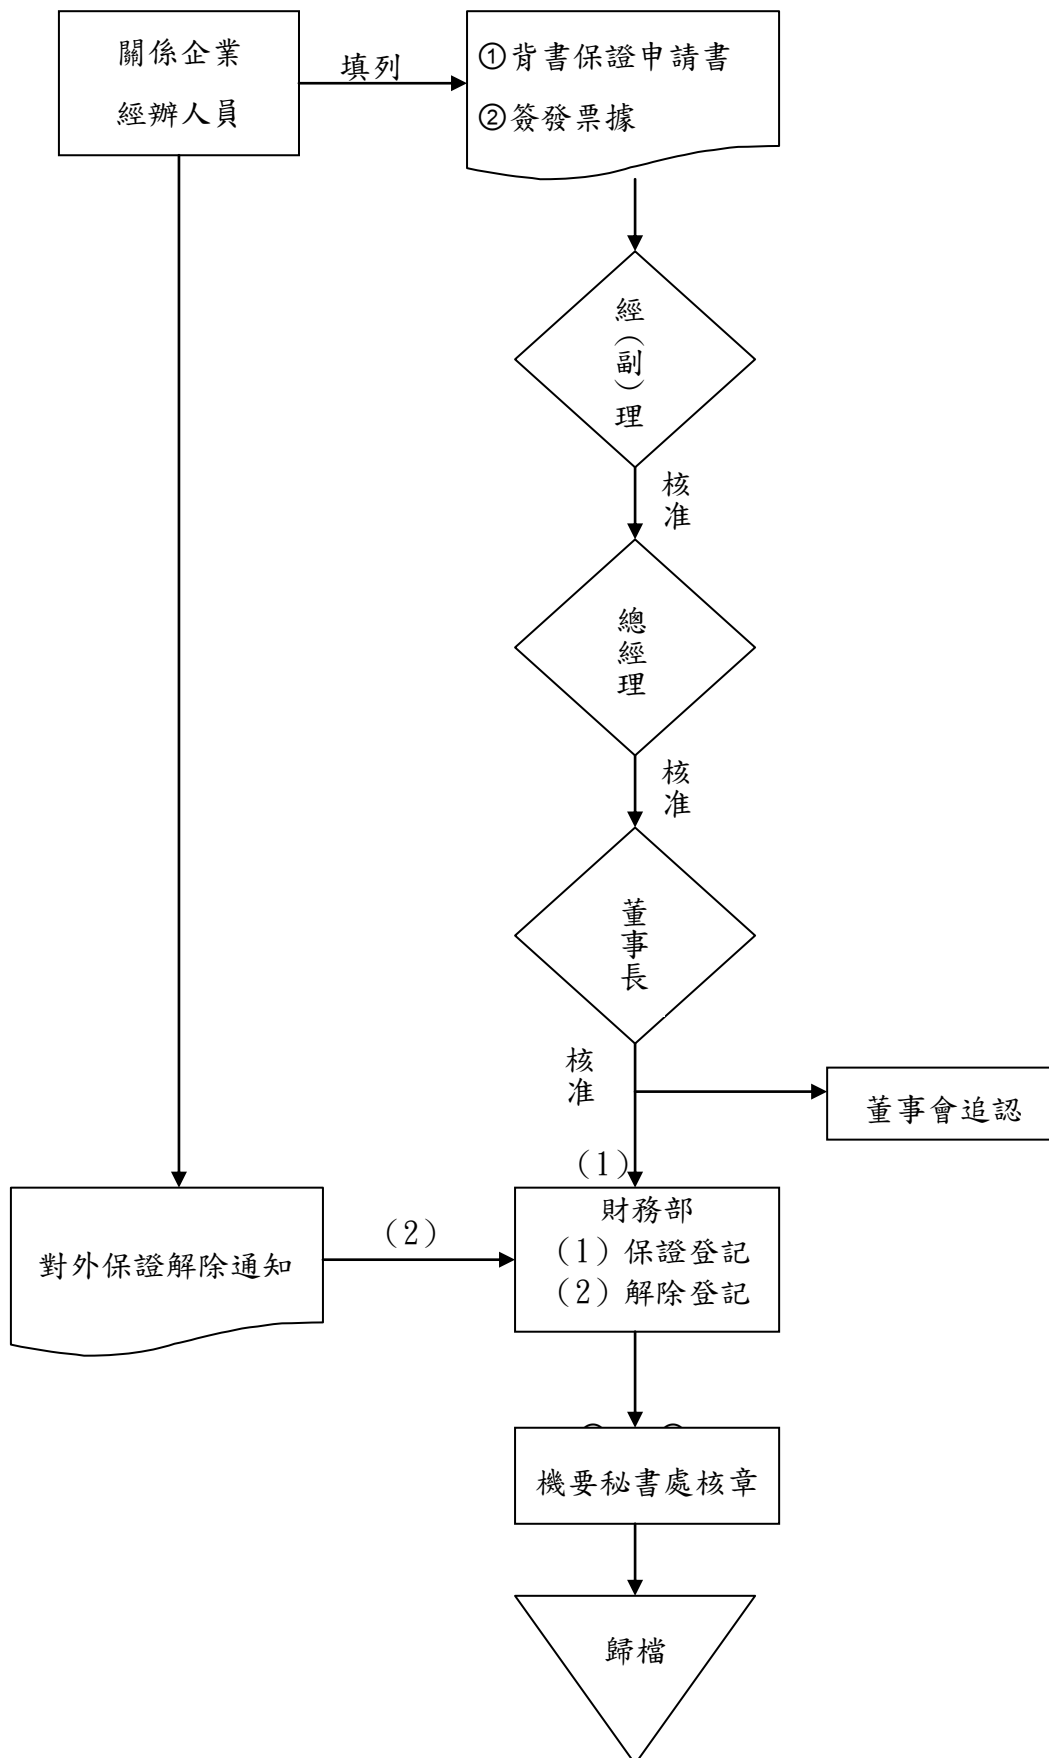 關係企業
經辦人員
填列
①背書保證申請書
②簽發票據
經(副)理
核准
總經理
核准
董事長
核准
董事會追認
(1)
對外保證解除通知
(2)
財務部
(1)保證登記
(2)解除登記
機要秘書處核章
歸檔